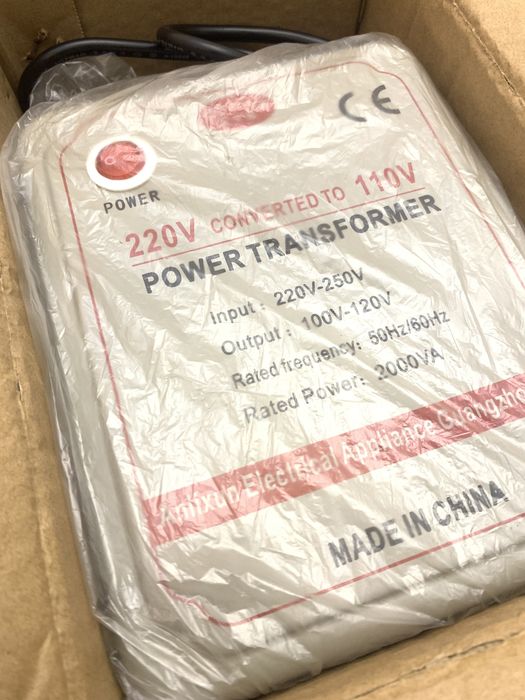 CE
POWER
220V CONVERTED TO 110V
POWER TRANSFORMER
Input: 220V-250V
Output: 100V-120V
Rated frequency: 50Hz/60Hz
Rated Power: 2000VA
Electrical Appliance Guangzho
MADE IN CHINA